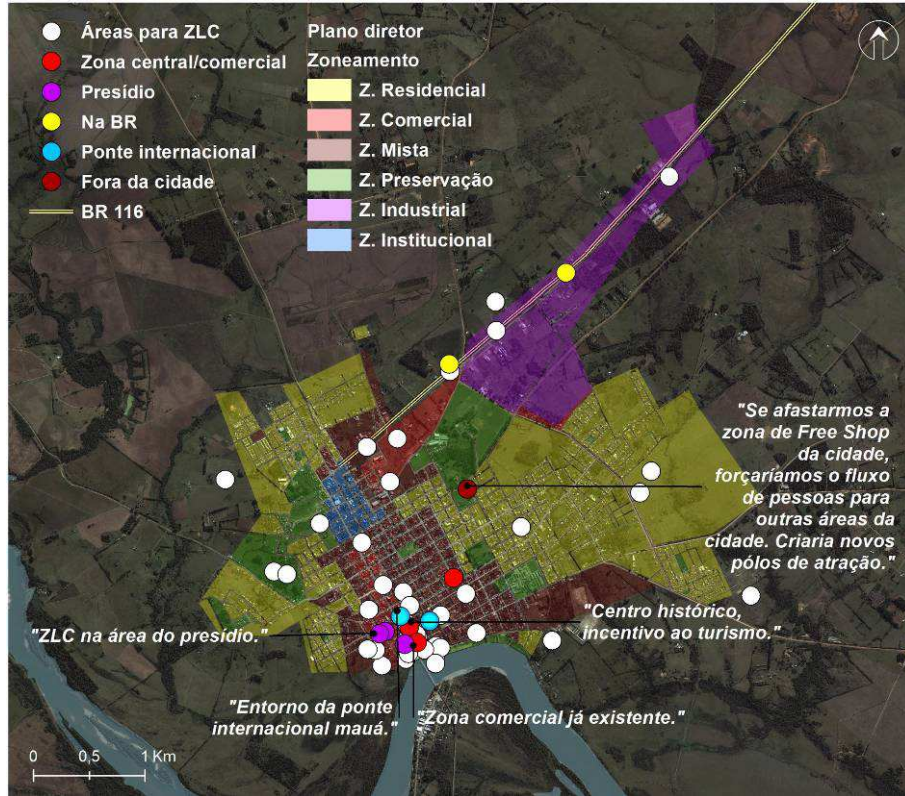 Áreas para ZLC
Zona central/comercial
Presídio
Na BR
Ponte internacional
Fora da cidade
BR 116
Plano diretor
Zoneamento
Z. Residencial
Z. Comercial
Z. Mista
Z. Preservação
Z. Industrial
Z. Institucional
"Se afastarmos a
zona de Free Shop
da cidade,
forçaríamos o fluxo
de pessoas para
outras áreas da
cidade. Criaria novos
pólos de atração."
"Centro histórico,
incentivo ao turismo."
"ZLC na área do presídio."
"Entorno da ponte
internacional mauá."
"Zona comercial já existente."
0 0,5 1 Km